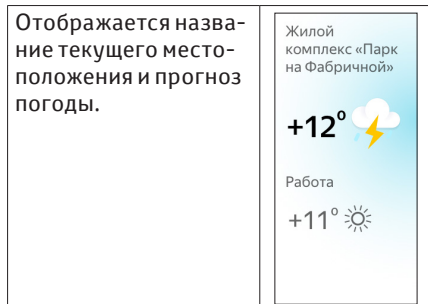 Отображается назва-
ние текущего место-
положения и прогноз
погоды.
Жилой
комплекс «Парк
на Фабричной»
+12°
Работа
+11°